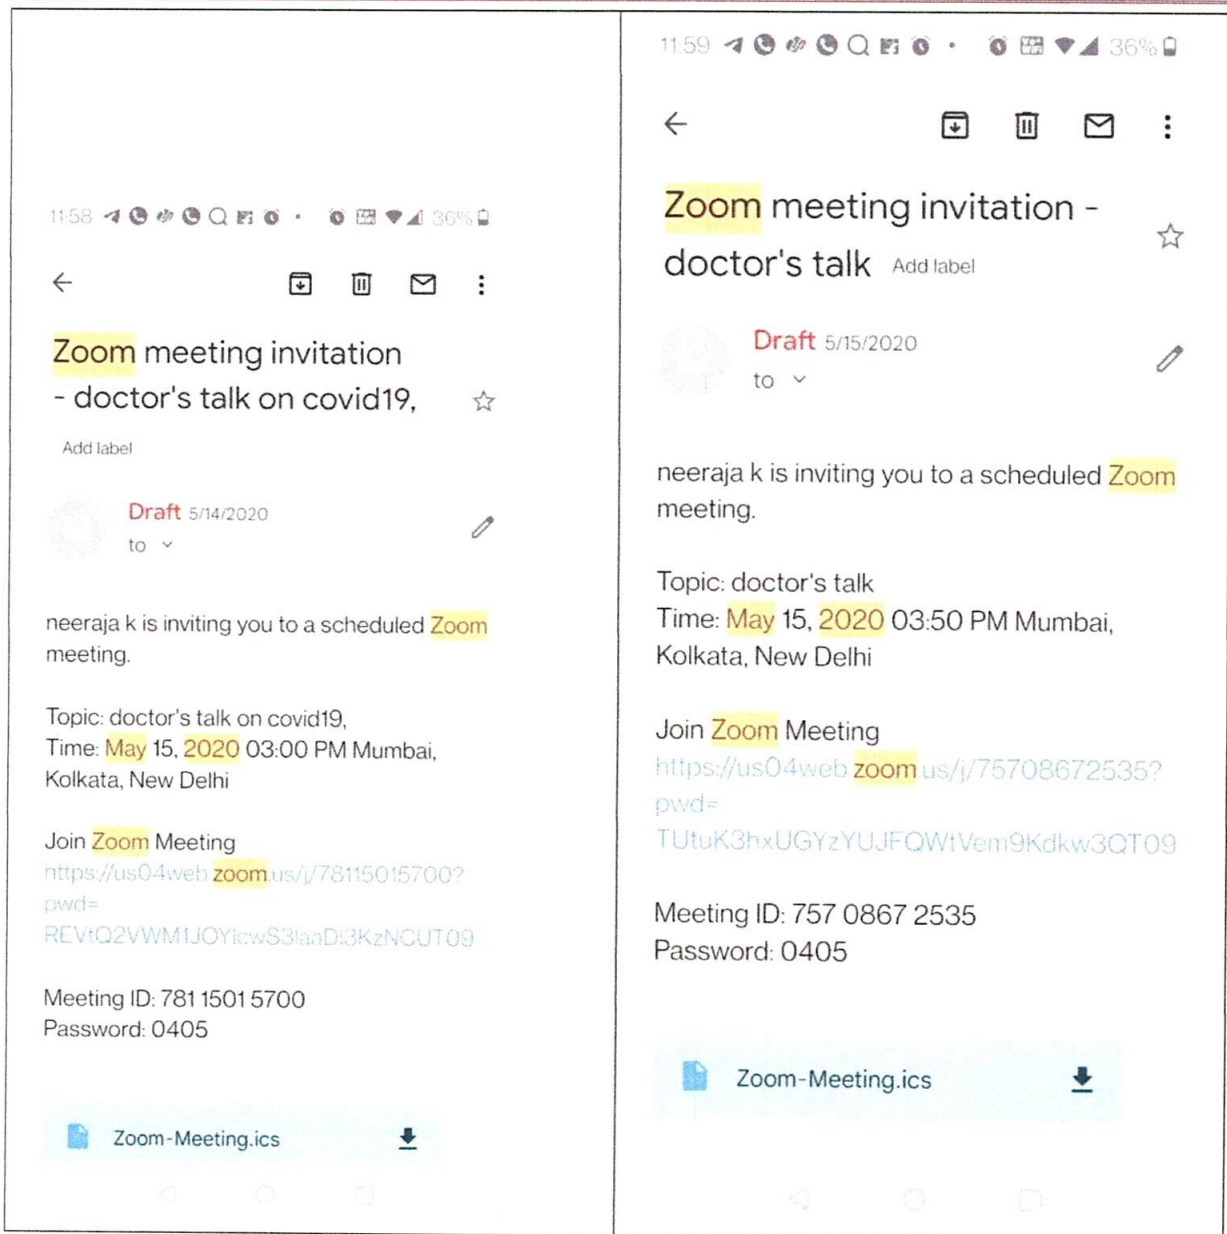 11:58 36%
Zoom meeting invitation
- doctor's talk on covid19,
Add label
Draft 5/14/2020
to
neeraja k is inviting you to a scheduled Zoom
meeting.
Topic: doctor's talk on covid19,
Time: May 15, 2020 03:00 PM Mumbai,
Kolkata, New Delhi
Join Zoom Meeting
https://us04web.zoom.us/j/78115015700?
pwd=
REVtQ2VWM1JOYicwS3laaDi3KzNCUT09
Meeting ID: 781 1501 5700
Password: 0405
Zoom-Meeting.ics
11:59 36%
Zoom meeting invitation -
doctor's talk Add label
Draft 5/15/2020
to
neeraja k is inviting you to a scheduled Zoom
meeting.
Topic: doctor's talk
Time: May 15, 2020 03:50 PM Mumbai,
Kolkata, New Delhi
Join Zoom Meeting
https://us04web.zoom.us/j/75708672535?
pwd=
TUtuK3hxUGYzYUJFQWtVem9Kdkw3QT09
Meeting ID: 757 0867 2535
Password: 0405
Zoom-Meeting.ics